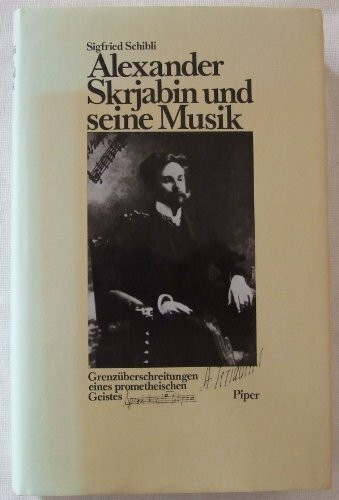 Sigfried Schibli
Alexander
Skrjabin und
seine Musik
Grenzüberschreitungen
eines prometheischen
Geistes
Piper